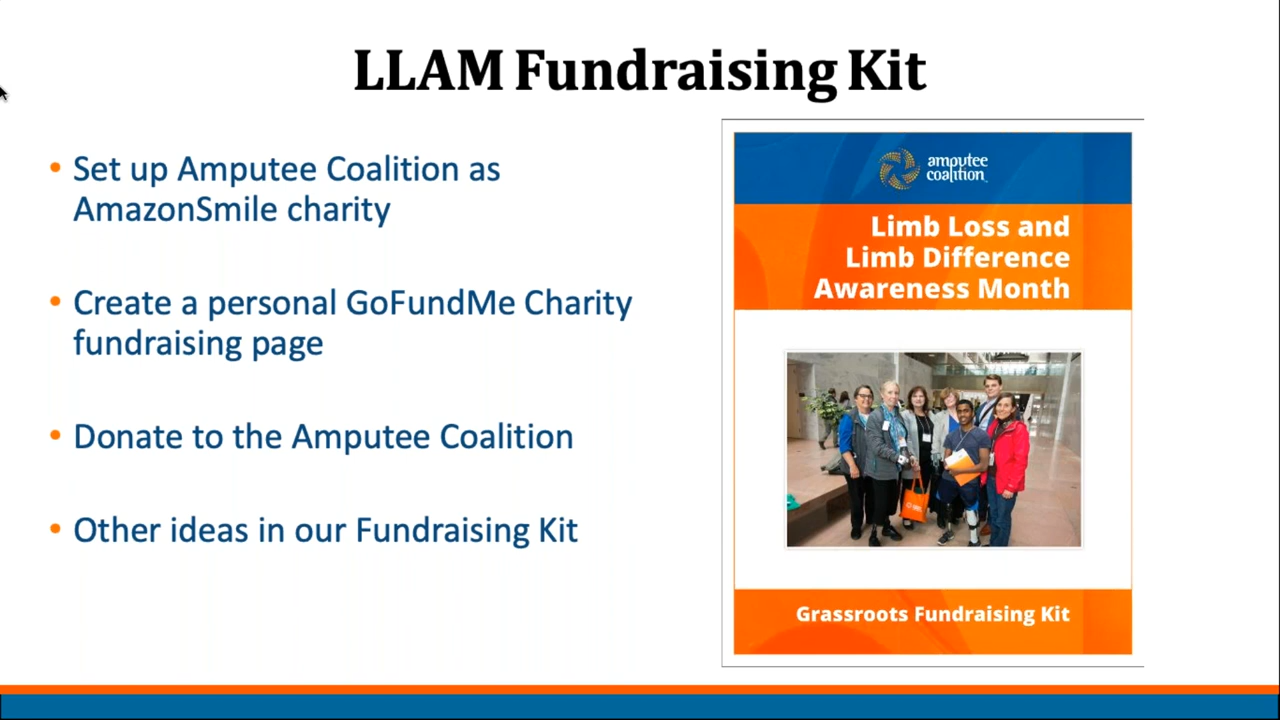 LLAM Fundraising Kit
• Set up Amputee Coalition as
AmazonSmile charity
• Create a personal GoFundMe Charity
fundraising page
• Donate to the Amputee Coalition
• Other ideas in our Fundraising Kit
amputee
coalition
Limb Loss and
Limb Difference
Awareness Month
Grassroots Fundraising Kit